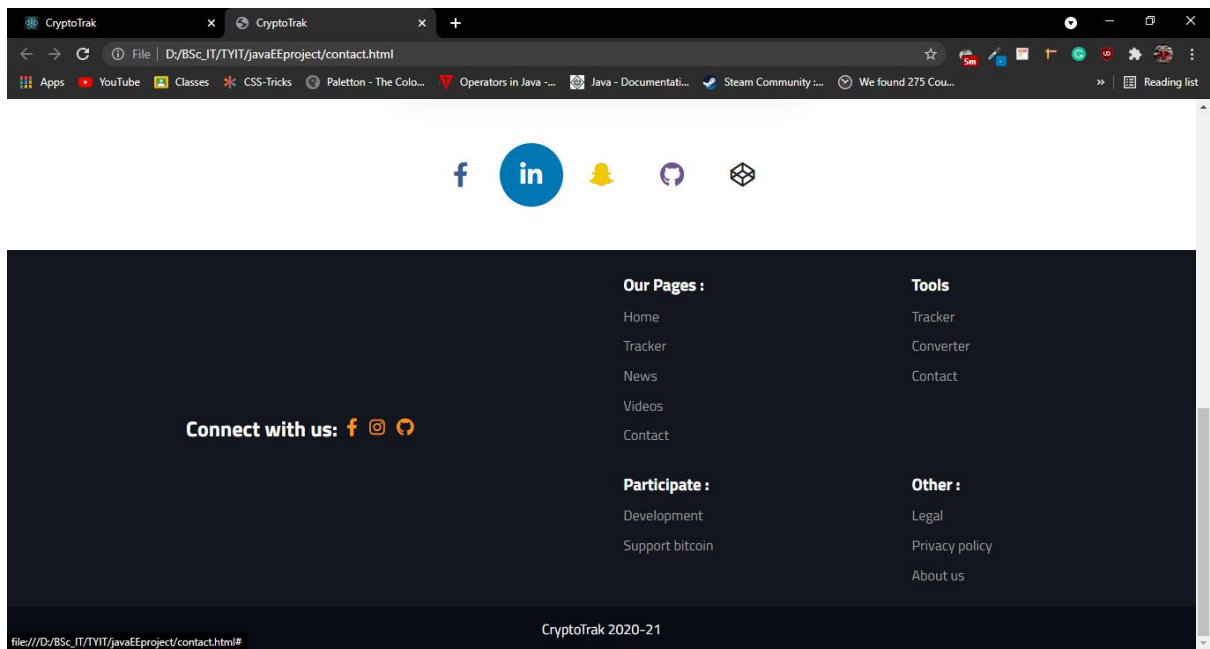 CryptoTrak
CryptoTrak
File D:/BSc_IT/TYIT/javaEEproject/contact.html
Sm
Apps YouTube Classes CSS-Tricks Paletton - The Colo... Operators in Java -... Java - Documentati... Steam Community :... We found 275 Cou... » Reading list
in
Our Pages :
Home
Tracker
News
Videos
Contact
Tools
Tracker
Converter
Contact
Connect with us:
Participate :
Development
Support bitcoin
Other :
Legal
Privacy policy
About us
CryptoTrak 2020-21
file:///D:/BSc_IT/TYIT/javaEEproject/contact.html#